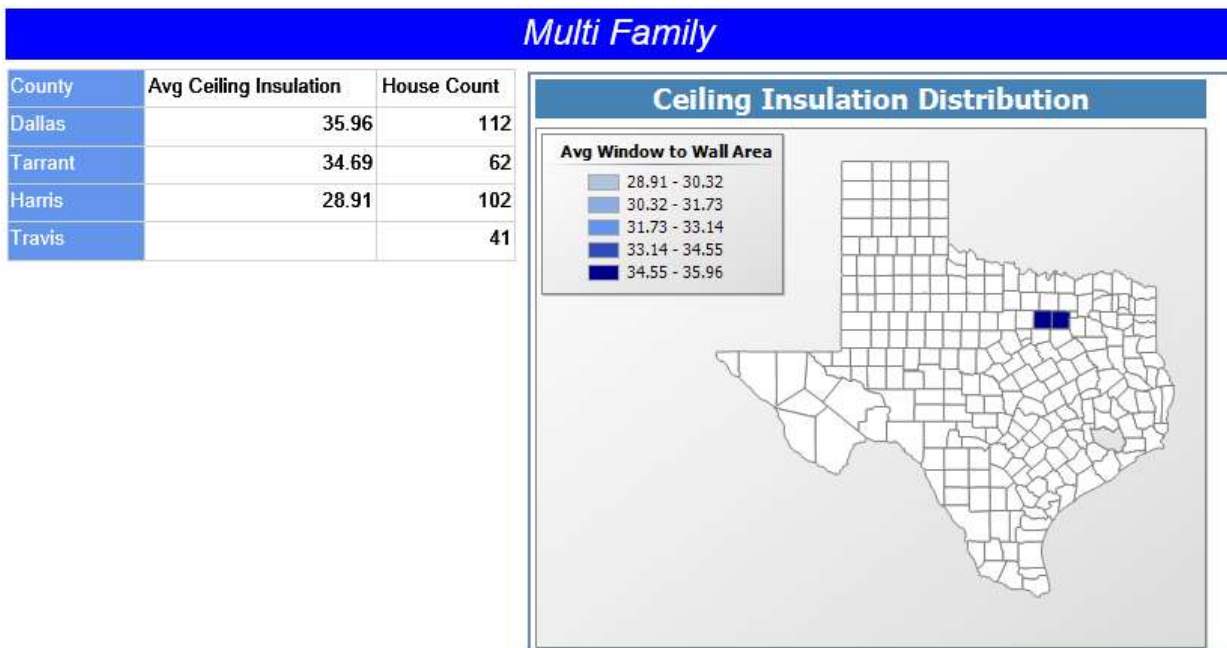 Multi Family
County Avg Ceiling Insulation House Count
Dallas 35.96 112
Tarrant 34.69 62
Harris 28.91 102
Travis 41
Ceiling Insulation Distribution
Avg Window to Wall Area
28.91 - 30.32
30.32 - 31.73
31.73 - 33.14
33.14 - 34.55
34.55 - 35.96